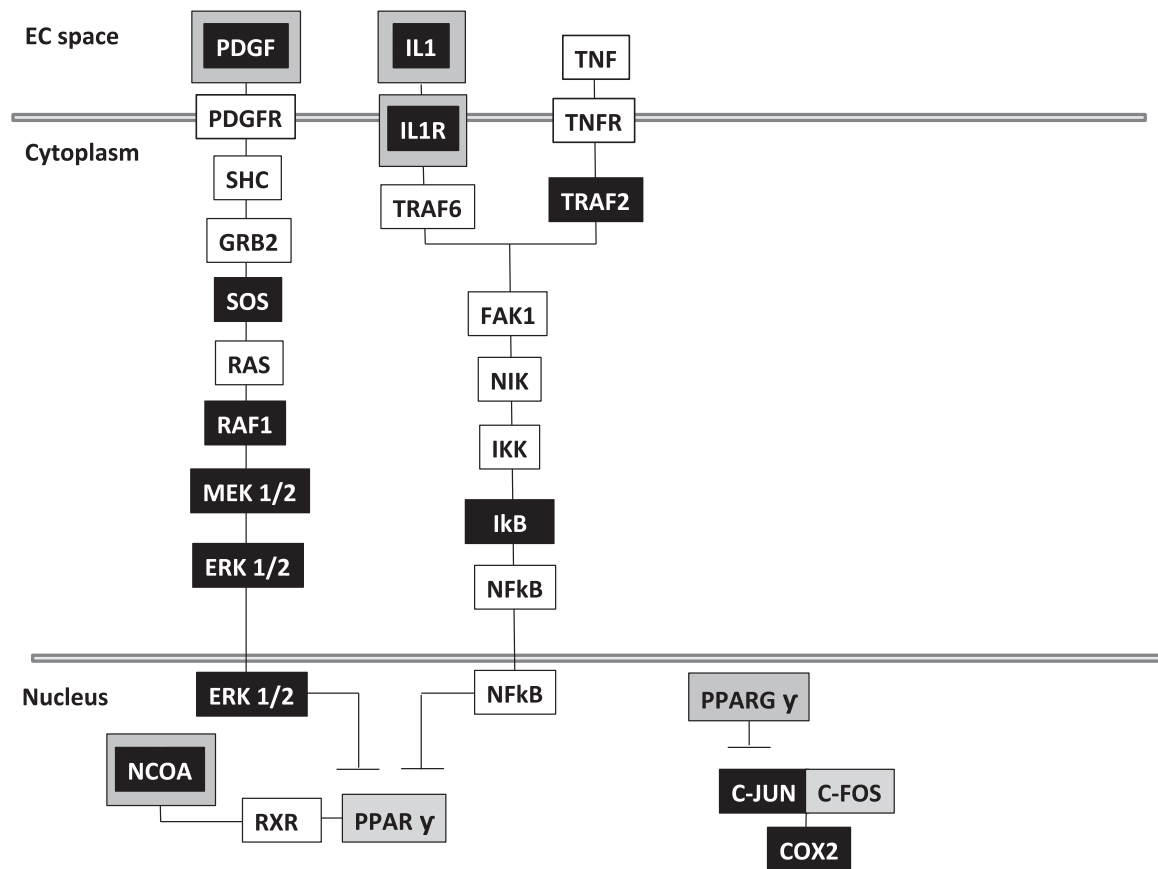 EC space
PDGF
IL1
TNF
PDGFR
IL1R
TNFR
Cytoplasm
SHC
TRAF6
TRAF2
GRB2
SOS
FAK1
RAS
NIK
RAF1
IKK
MEK 1/2
IkB
ERK 1/2
NFkB
Nucleus
ERK 1/2
NFkB
PPARG γ
NCOA
C-JUN
C-FOS
RXR
PPAR γ
COX2